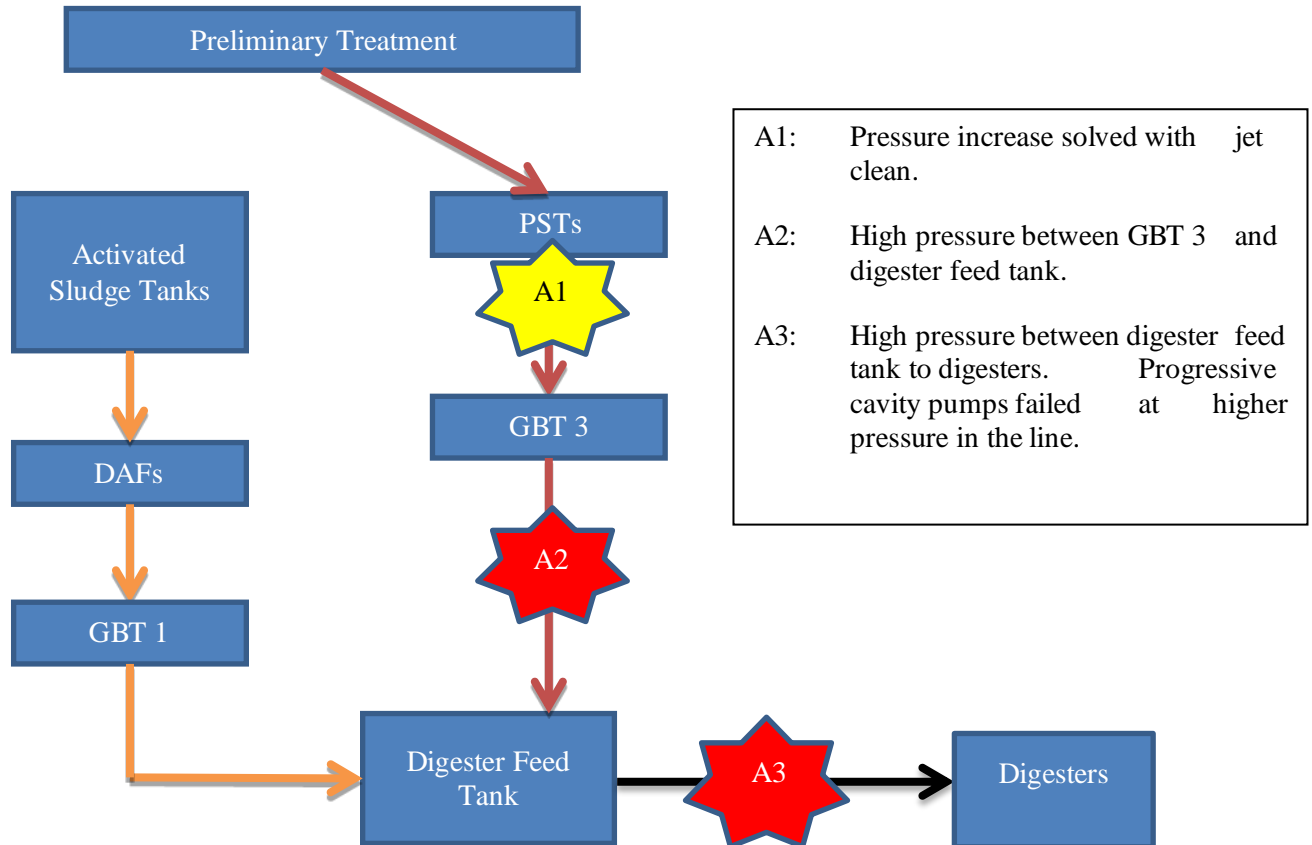 Preliminary Treatment
A1: Pressure increase solved with jet
clean.
PSTs
Activated
Sludge Tanks
A2: High pressure between GBT 3 and
digester feed tank.
A1
A3: High pressure between digester feed
tank to digesters. Progressive
cavity pumps failed at higher
pressure in the line.
GBT 3
DAFs
A2
GBT 1
Digester Feed
Tank
A3
Digesters